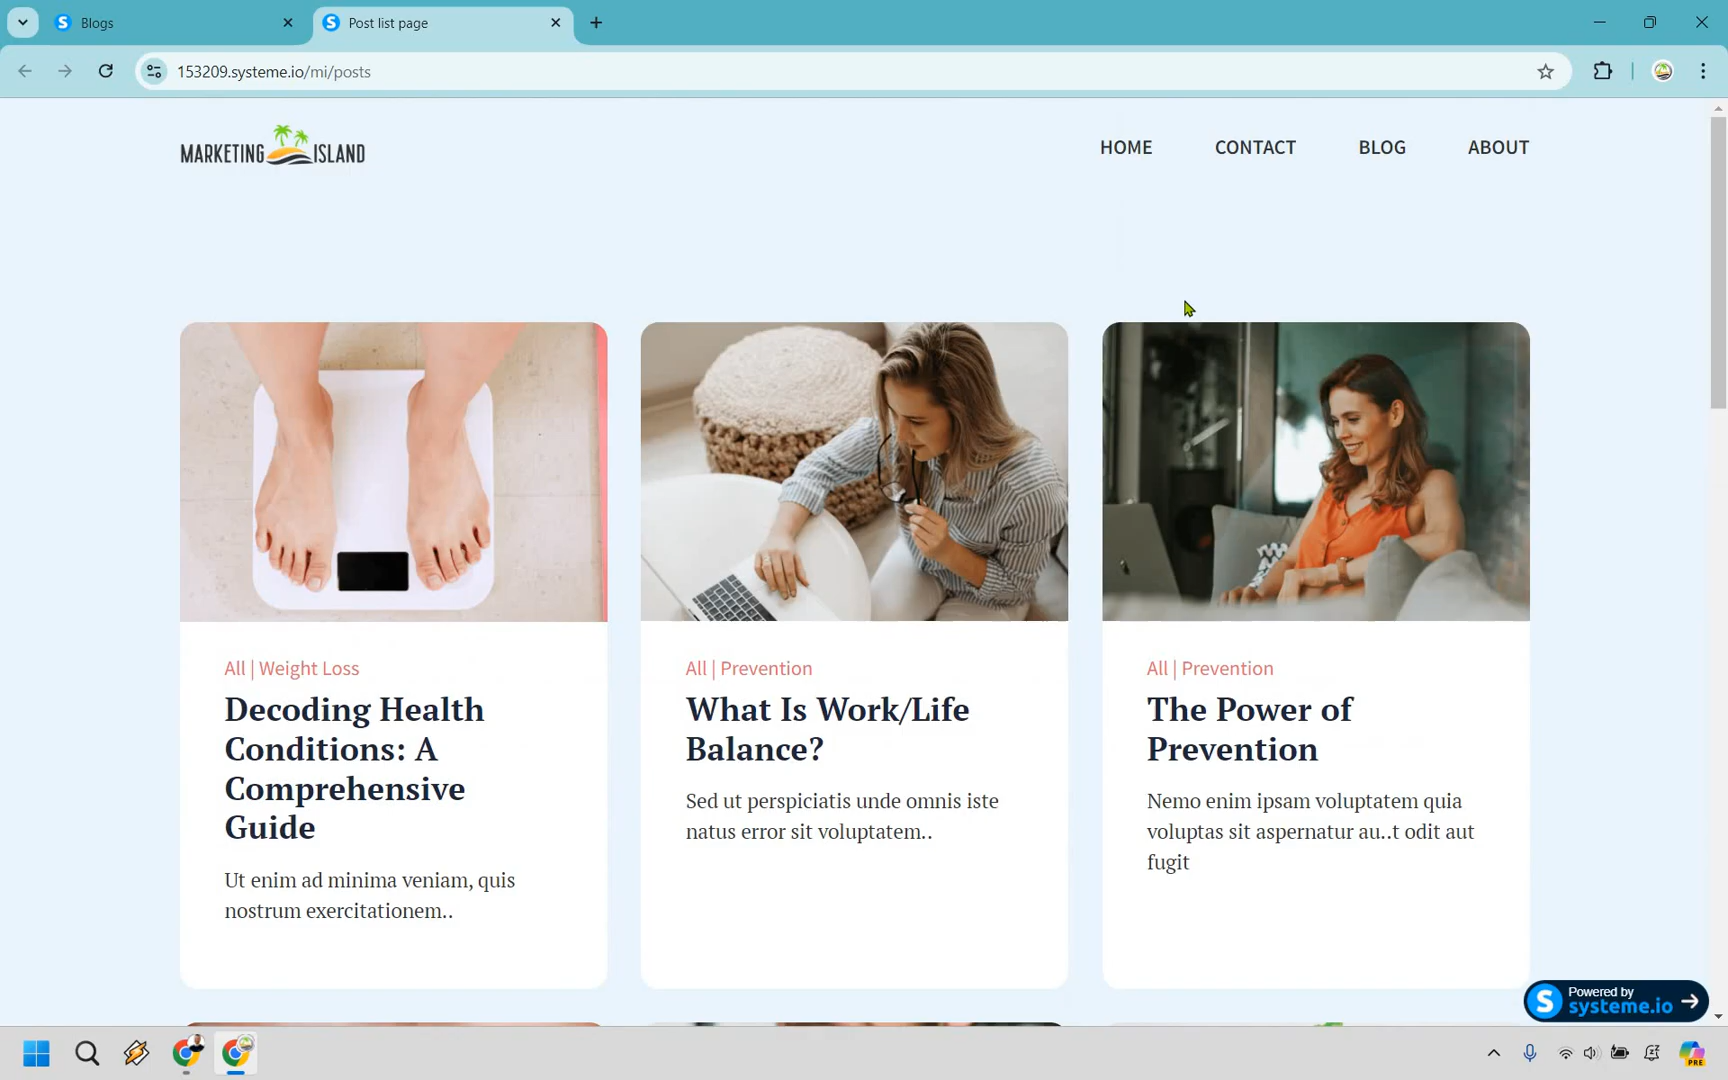 Blogs
Post list page
153209.systeme.io/mi/posts
MARKETING ISLAND
HOME
CONTACT
BLOG
ABOUT
All | Weight Loss
Decoding Health
Conditions: A
Comprehensive
Guide
Ut enim ad minima veniam, quis
nostrum exercitationem..
All | Prevention
What Is Work/Life
Balance?
Sed ut perspiciatis unde omnis iste
natus error sit voluptatem..
All | Prevention
The Power of
Prevention
Nemo enim ipsam voluptatem quia
voluptas sit aspernatur au..t odit aut
fugit
Powered by
systeme.io
PRE